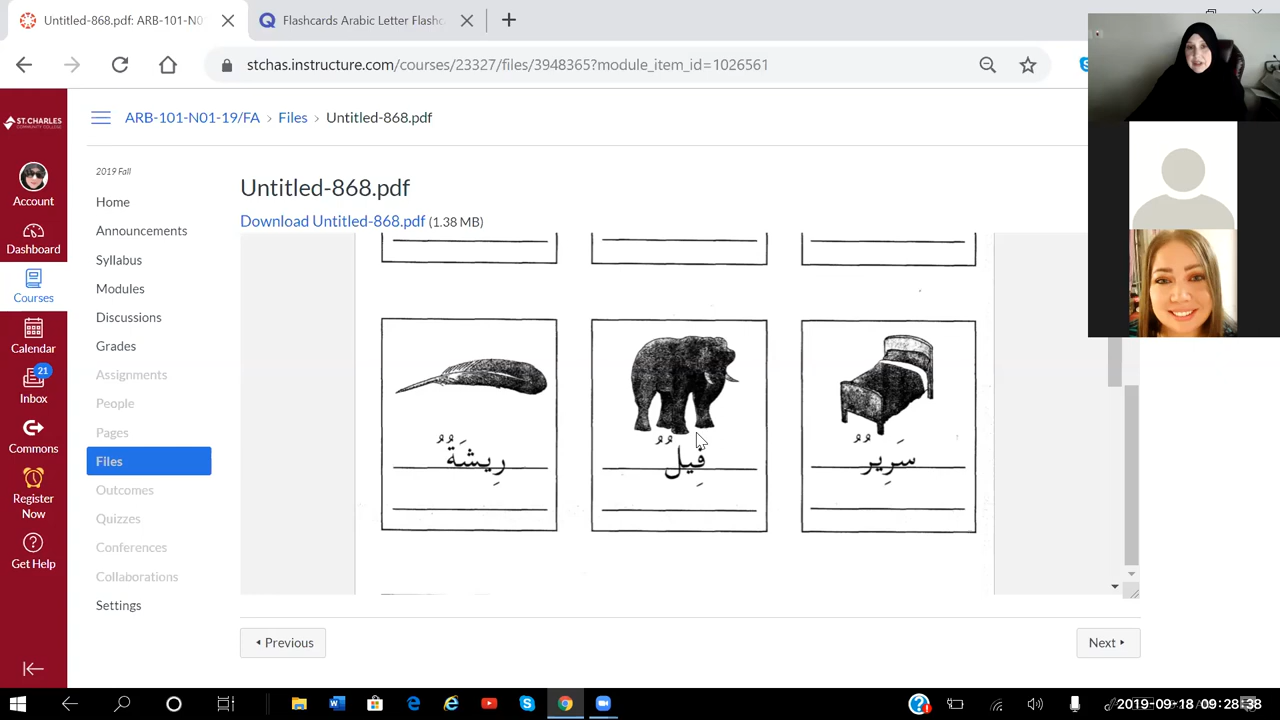 Untitled-868.pdf: ARB-101-N0
Flashcards Arabic Letter Flashc
stchas.instructure.com/courses/23327/files/3948365?module_item_id=1026561
ST.CHARLES
COMMUNITY COLLEGE
ARB-101-N01-19/FA > Files > Untitled-868.pdf
Account
Dashboard
Courses
Calendar
21
Inbox
Commons
Register Now
Get Help
2019 Fall
Home
Announcements
Syllabus
Modules
Discussions
Grades
Assignments
People
Pages
Files
Outcomes
Quizzes
Conferences
Collaborations
Settings
Untitled-868.pdf
Download Untitled-868.pdf (1.38 MB)
سَرِيرُُ
فِيلُُ
رِيشَةُُ
Previous
Next
2019-09-18 09:28:38